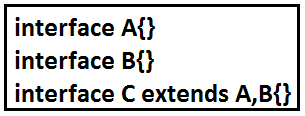 interface A{}
interface B{}
interface C extends A,B{}